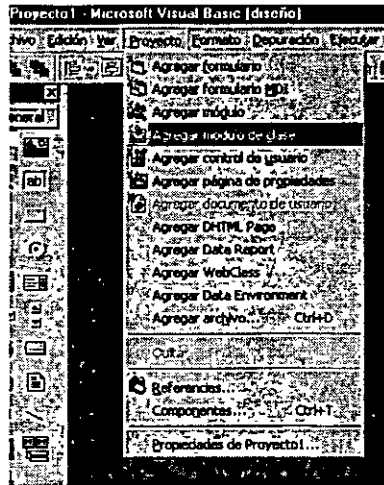 Proyecto1 - Microsoft Visual Basic [diseño]
hivo Edición Ver Proyecto Formato Depuración Ejecutar
Agregar formulario
Agregar formulario MDI
Agregar módulo
eneral
Agregar módulo de clase
Agregar control de usuario
Agregar página de propiedades
Agregar documento de usuario
Agregar DHTML Page
Agregar Data Report
Agregar WebClass
Agregar Data Environment
Agregar archivo... Ctrl+D
Quitar
Referencias...
Componentes... Ctrl+T
Propiedades de Proyecto1...